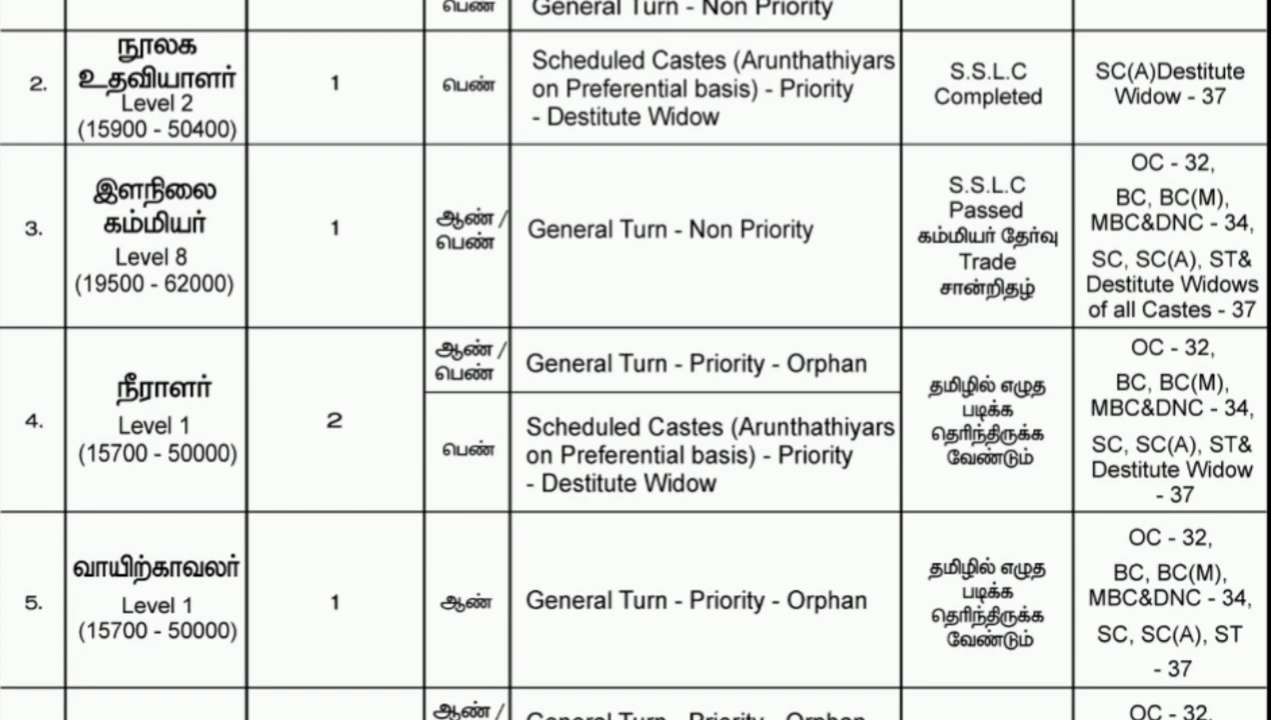 பெண்
General Turn - Non Priority
2.
நூலக
உதவியாளர்
Level 2
(15900 - 50400)
1
பெண்
Scheduled Castes (Arunthathiyars
on Preferential basis) - Priority
- Destitute Widow
S.S.L.C
Completed
SC(A)Destitute
Widow - 37
3.
இளநிலை
கம்மியர்
Level 8
(19500 - 62000)
1
ஆண் /
பெண்
General Turn - Non Priority
S.S.L.C
Passed
கம்மியர் தேர்வு
Trade
சான்றிதழ்
OC - 32,
BC, BC(M),
MBC&DNC - 34,
SC, SC(A), ST&
Destitute Widows
of all Castes - 37
4.
நீராளர்
Level 1
(15700 - 50000)
2
ஆண் /
பெண்
General Turn - Priority - Orphan
பெண்
Scheduled Castes (Arunthathiyars
on Preferential basis) - Priority
- Destitute Widow
தமிழில் எழுத
படிக்க
தெரிந்திருக்க
வேண்டும்
OC - 32,
BC, BC(M),
MBC&DNC - 34,
SC, SC(A), ST&
Destitute Widow
- 37
5.
வாயிற்காவலர்
Level 1
(15700 - 50000)
1
ஆண்
General Turn - Priority - Orphan
தமிழில் எழுத
படிக்க
தெரிந்திருக்க
வேண்டும்
OC - 32,
BC, BC(M),
MBC&DNC - 34,
SC, SC(A), ST
- 37
ஆண் /
General Turn - Priority - Orphan
OC - 32,